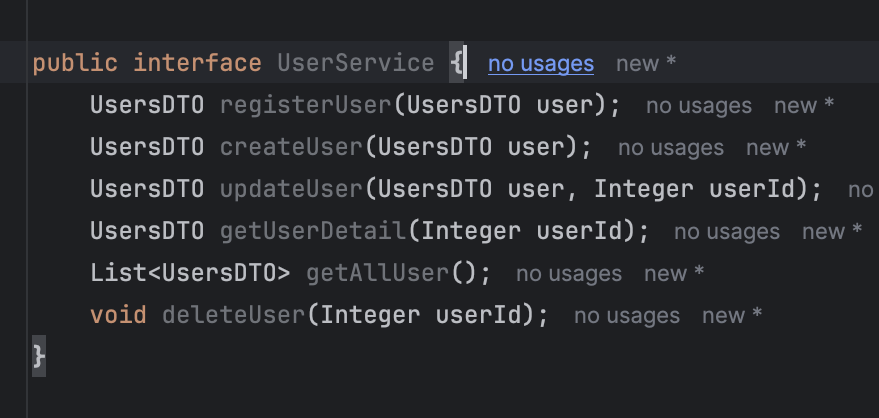 public interface UserService { no usages new *
UsersDTO registerUser(UsersDTO user); no usages new *
UsersDTO createUser(UsersDTO user); no usages new *
UsersDTO updateUser(UsersDTO user, Integer userId); no
UsersDTO getUserDetail(Integer userId); no usages new *
List<UsersDTO> getAllUser(); no usages new *
void deleteUser(Integer userId); no usages new *
}